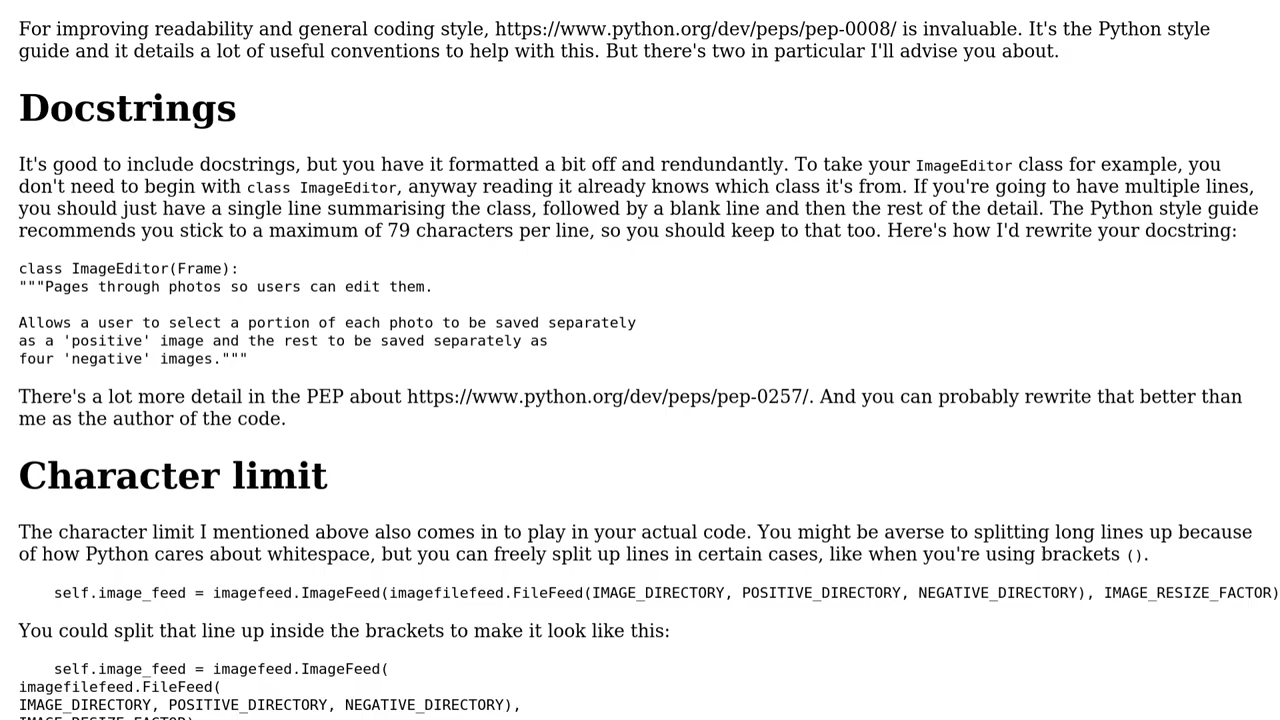 For improving readability and general coding style, https://www.python.org/dev/peps/pep-0008/ is invaluable. It's the Python style
guide and it details a lot of useful conventions to help with this. But there's two in particular I'll advise you about.
Docstrings
It's good to include docstrings, but you have it formatted a bit off and rendundantly. To take your ImageEditor class for example, you
don't need to begin with class ImageEditor, anyway reading it already knows which class it's from. If you're going to have multiple lines,
you should just have a single line summarising the class, followed by a blank line and then the rest of the detail. The Python style guide
recommends you stick to a maximum of 79 characters per line, so you should keep to that too. Here's how I'd rewrite your docstring:
class ImageEditor(Frame):
"""Pages through photos so users can edit them.
Allows a user to select a portion of each photo to be saved separately
as a 'positive' image and the rest to be saved separately as
four 'negative' images."""
There's a lot more detail in the PEP about https://www.python.org/dev/peps/pep-0257/. And you can probably rewrite that better than
me as the author of the code.
Character limit
The character limit I mentioned above also comes in to play in your actual code. You might be averse to splitting long lines up because
of how Python cares about whitespace, but you can freely split up lines in certain cases, like when you're using brackets ().
self.image_feed = imagefeed.ImageFeed(imagefilefeed.FileFeed(IMAGE_DIRECTORY, POSITIVE_DIRECTORY, NEGATIVE_DIRECTORY), IMAGE_RESIZE_FACTOR)
You could split that line up inside the brackets to make it look like this:
self.image_feed = imagefeed.ImageFeed(
imagefilefeed.FileFeed(
IMAGE_DIRECTORY, POSITIVE_DIRECTORY, NEGATIVE_DIRECTORY),
IMAGE_RESIZE_FACTOR)